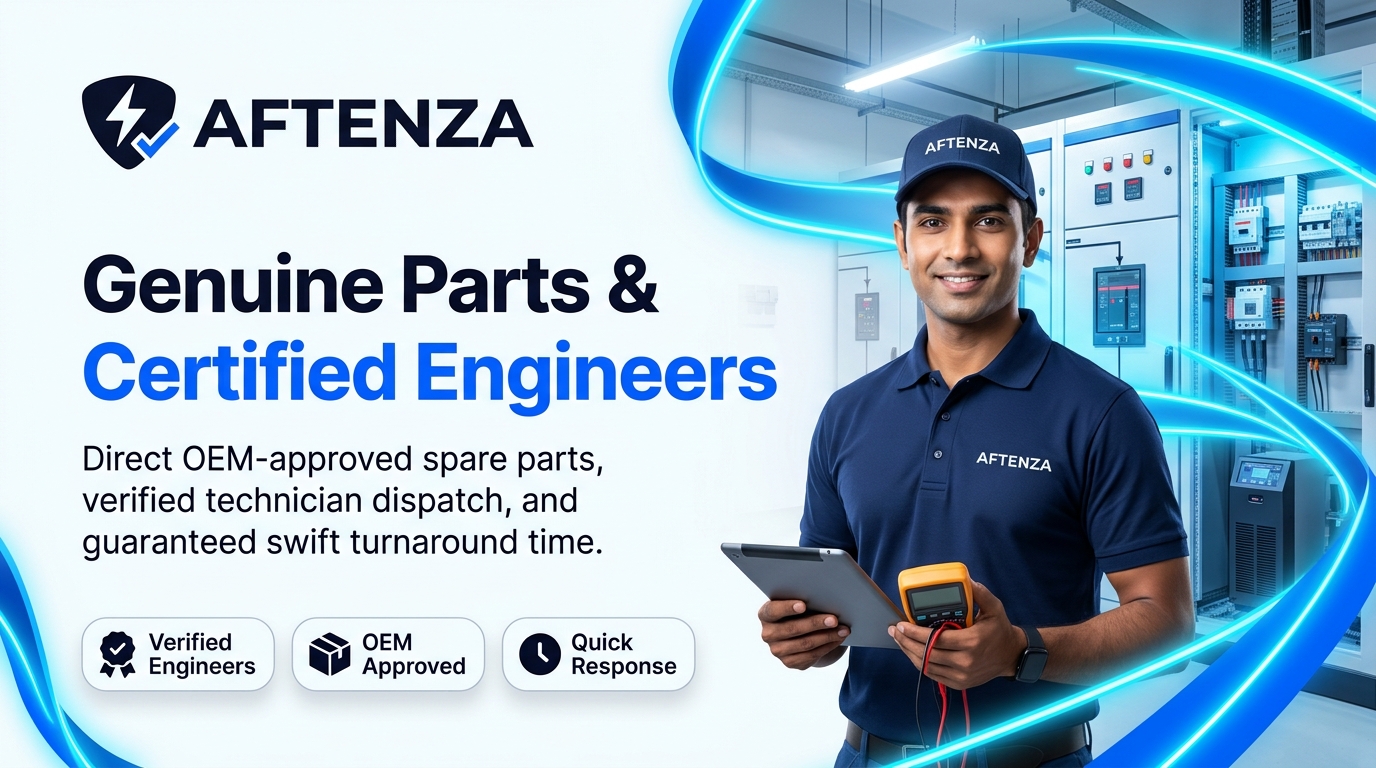 AFTENZA
Genuine Parts &
Certified Engineers
Direct OEM-approved spare parts,
verified technician dispatch, and
guaranteed swift turnaround time.
Verified
Engineers
OEM
Approved
Quick
Response
AFTENZA
AFTENZA